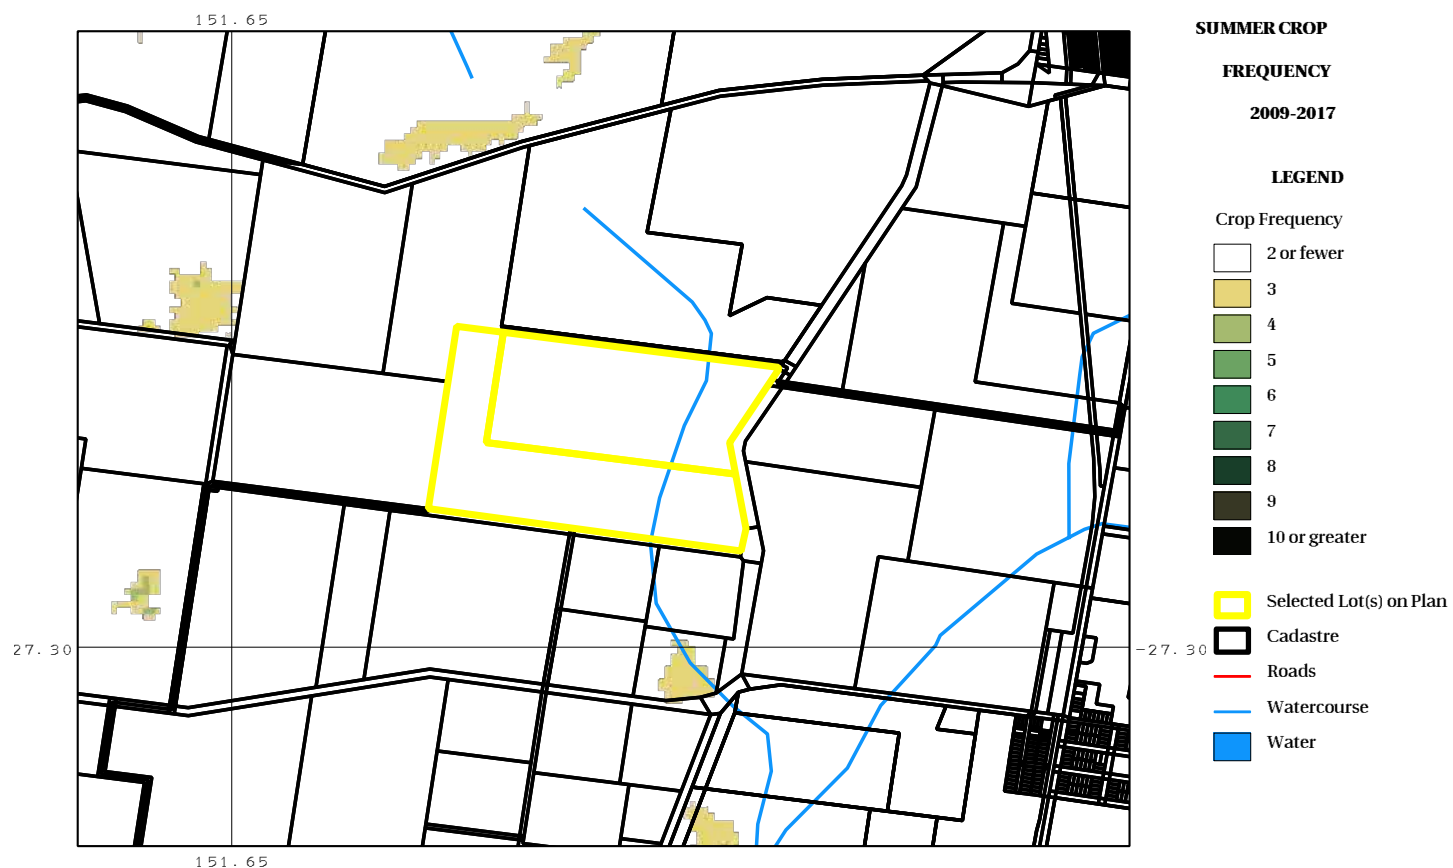 151.65
SUMMER CROP
FREQUENCY
2009-2017
LEGEND
Crop Frequency
2 or fewer
3
4
5
6
7
8
9
10 or greater
Selected Lot(s) on Plan
Cadastre
Roads
Watercourse
Water
27.30
-27.30
151.65